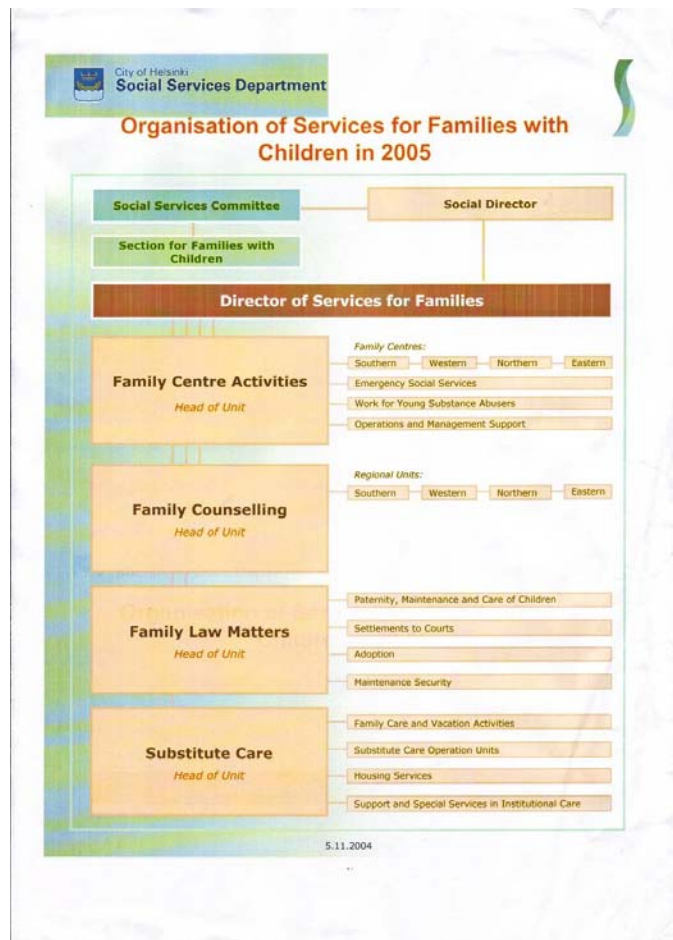 City of Helsinki
Social Services Department
Organisation of Services for Families with
Children in 2005
Social Services Committee
Social Director
Section for Families with
Children
Director of Services for Families
Family Centre Activities
Head of Unit
Family Centres:
Southern Western Northern Eastern
Emergency Social Services
Work for Young Substance Abusers
Operations and Management Support
Family Counselling
Head of Unit
Regional Units:
Southern Western Northern Eastern
Family Law Matters
Head of Unit
Paternity, Maintenance and Care of Children
Settlements to Courts
Adoption
Maintenance Security
Substitute Care
Head of Unit
Family Care and Vacation Activities
Substitute Care Operation Units
Housing Services
Support and Special Services in Institutional Care
5.11.2004